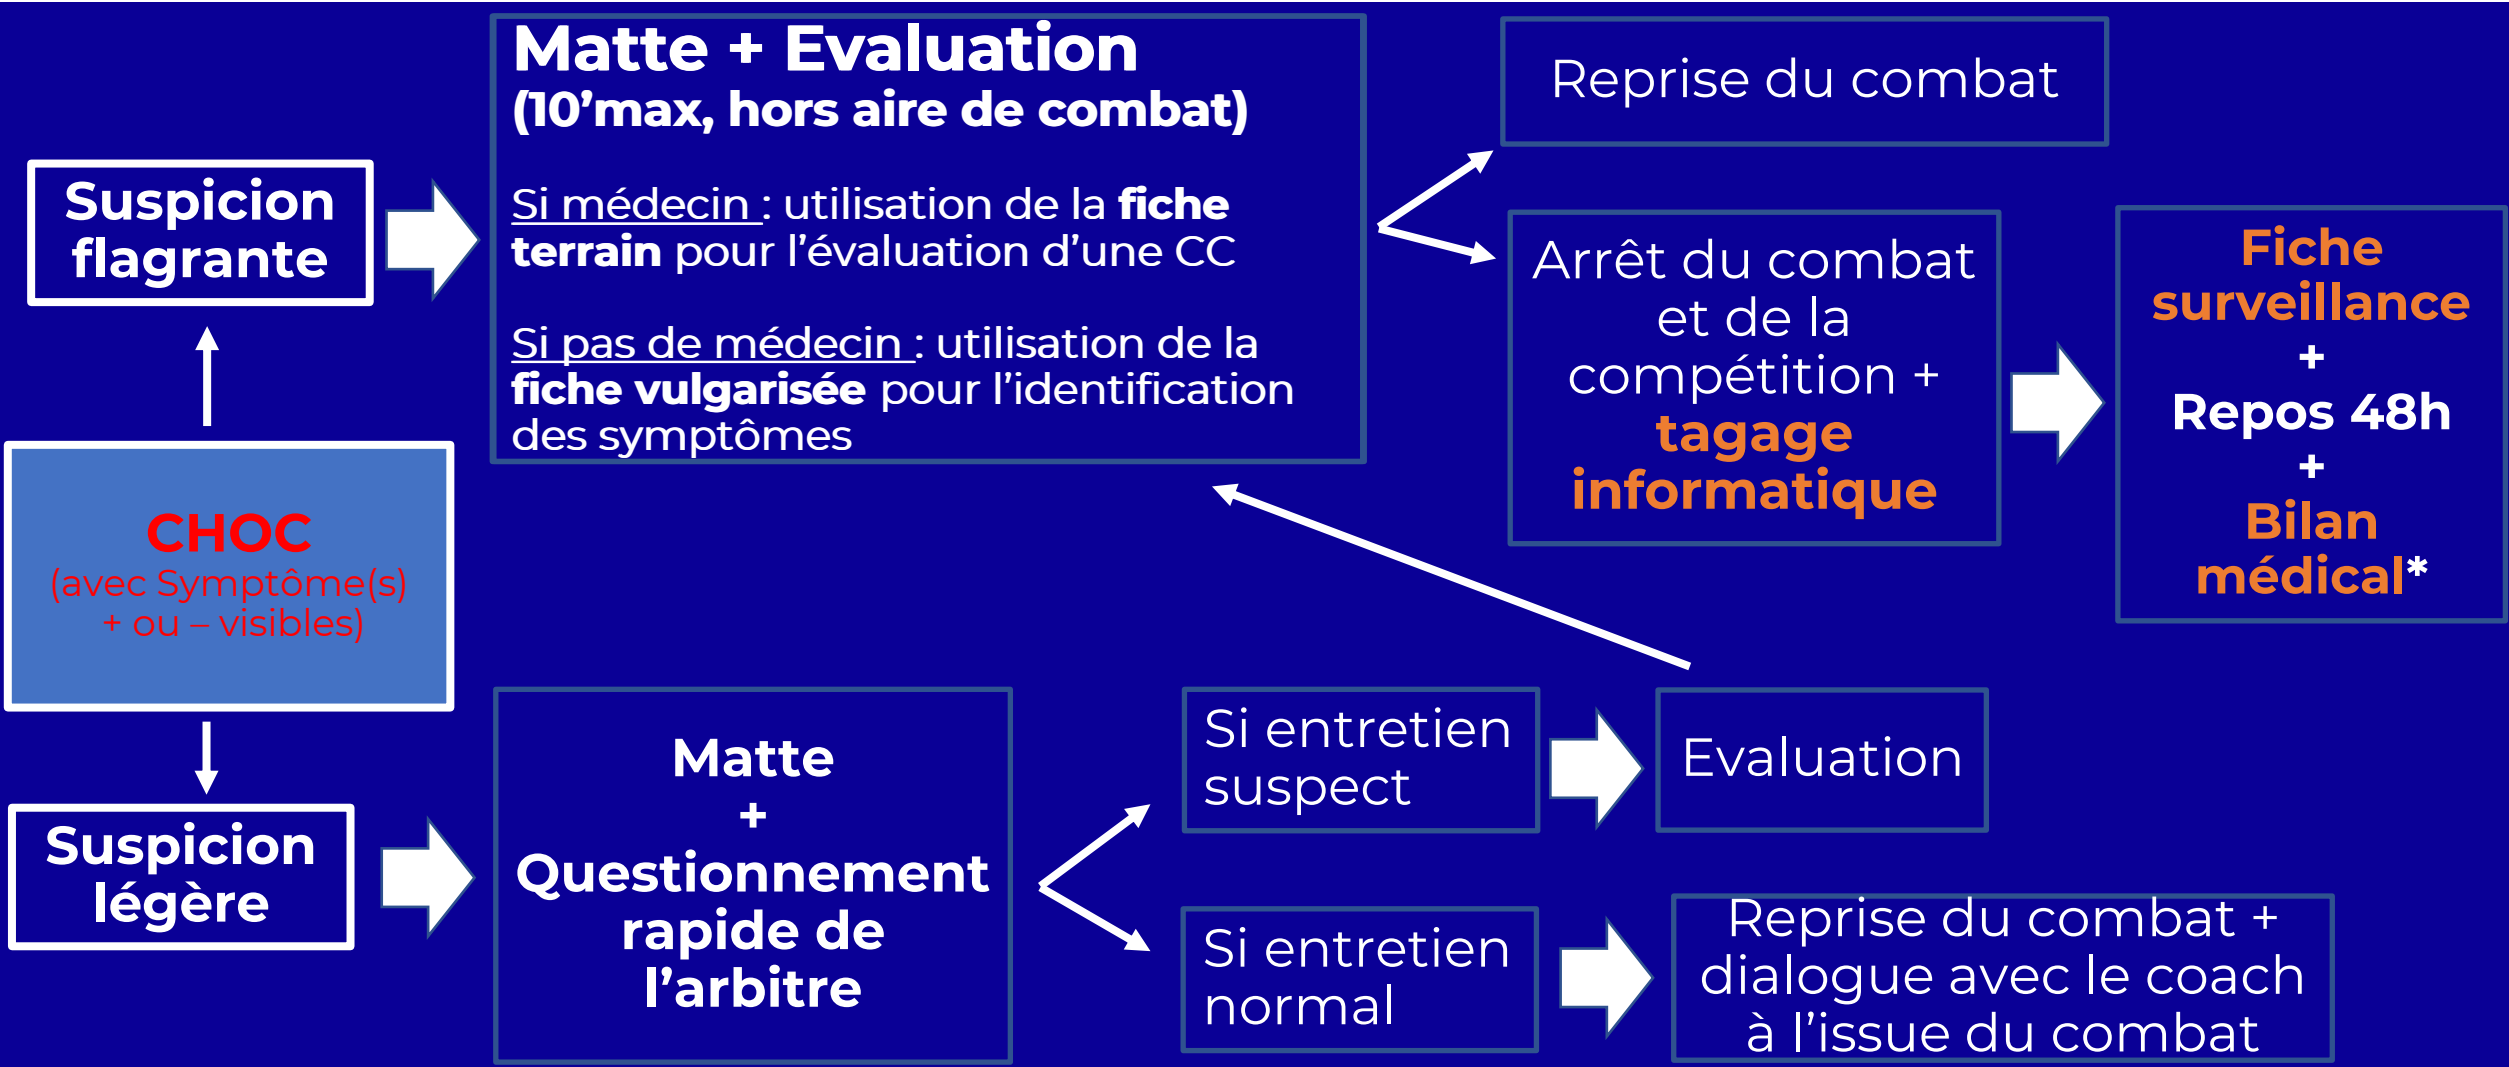 Matte + Evaluation
(10’max, hors aire de combat)
Si médecin : utilisation de la fiche
terrain pour l’évaluation d’une CC
Si pas de médecin : utilisation de la
fiche vulgarisée pour l’identification
des symptômes
Reprise du combat
Suspicion
flagrante
Arrêt du combat
et de la
compétition +
tagage
informatique
Fiche
surveillance
+
Repos 48h
+
Bilan
médical*
CHOC
(avec Symptôme(s)
+ ou – visibles)
Suspicion
légère
Matte
+
Questionnement
rapide de
l’arbitre
Si entretien
suspect
Evaluation
Si entretien
normal
Reprise du combat +
dialogue avec le coach
à l’issue du combat